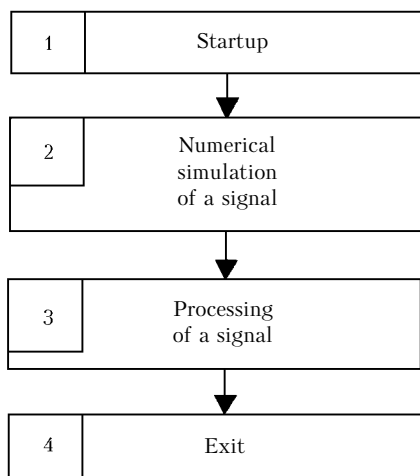 1
Startup
2
Numerical
simulation
of a signal
3
Processing
of a signal
4
Exit